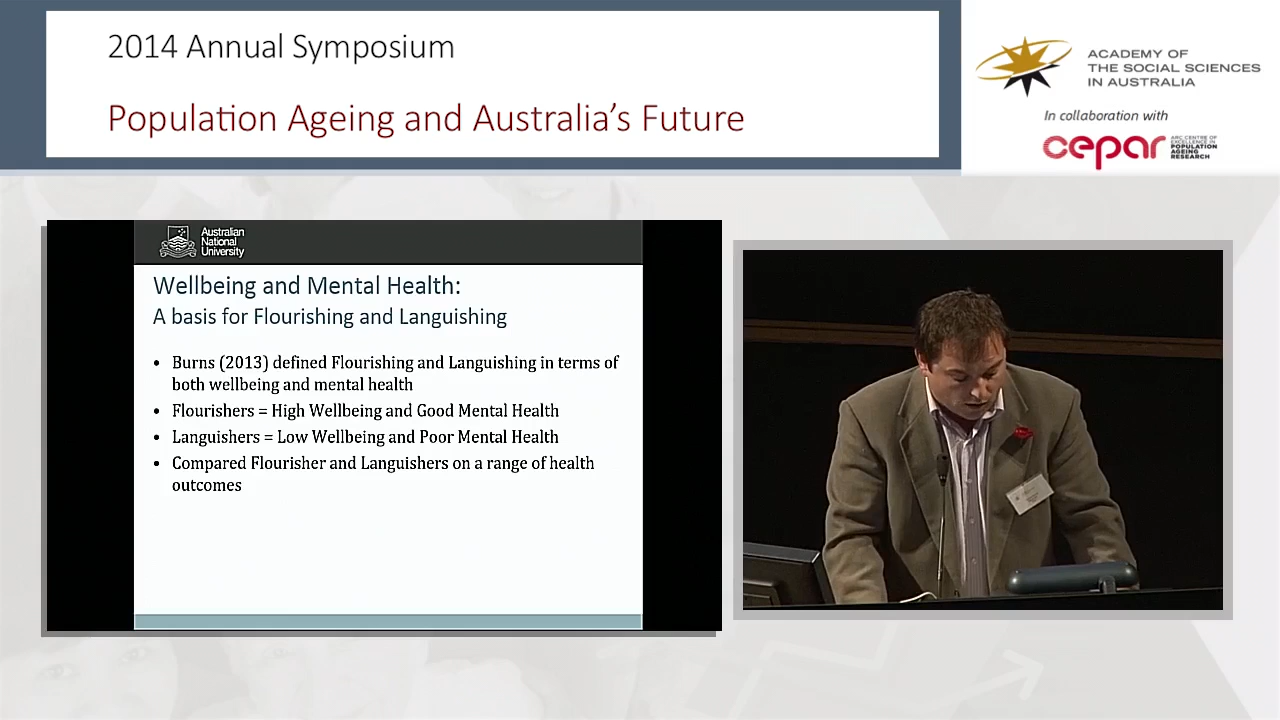 2014 Annual Symposium
Population Ageing and Australia's Future
ACADEMY OF
THE SOCIAL SCIENCES
IN AUSTRALIA
In collaboration with
cepar
ARC CENTRE OF
EXCELLENCE IN
POPULATION
AGEING
RESEARCH
Australian
National
University
Wellbeing and Mental Health:
A basis for Flourishing and Languishing
• Burns (2013) defined Flourishing and Languishing in terms of
both wellbeing and mental health
• Flourishers = High Wellbeing and Good Mental Health
• Languishers = Low Wellbeing and Poor Mental Health
• Compared Flourisher and Languishers on a range of health
outcomes